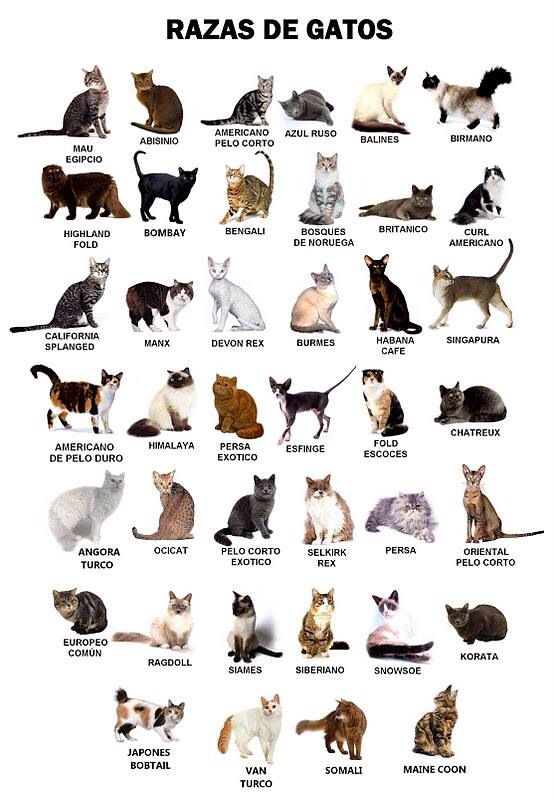 RAZAS DE GATOS
MAU
EGIPCIO
ABISINIO
AMERICANO
PELO CORTO
AZUL RUSO
BALINES
BIRMANO
HIGHLAND
FOLD
BOMBAY
BENGALI
BOSQUES
DE NORUEGA
BRITANICO
CURL
AMERICANO
CALIFORNIA
SPLANGED
MANX
DEVON REX
BURMES
HABANA
CAFE
SINGAPURA
AMERICANO
DE PELO DURO
HIMALAYA
PERSA
EXOTICO
ESFINGE
FOLD
ESCOCES
CHATREUX
ANGORA
TURCO
OCICAT
PELO CORTO
EXOTICO
SELKIRK
REX
PERSA
ORIENTAL
PELO CORTO
EUROPEO
COMÚN
RAGDOLL
SIAMES
SIBERIANO
SNOWSOE
KORATA
JAPONES
BOBTAIL
VAN
TURCO
SOMALI
MAINE COON